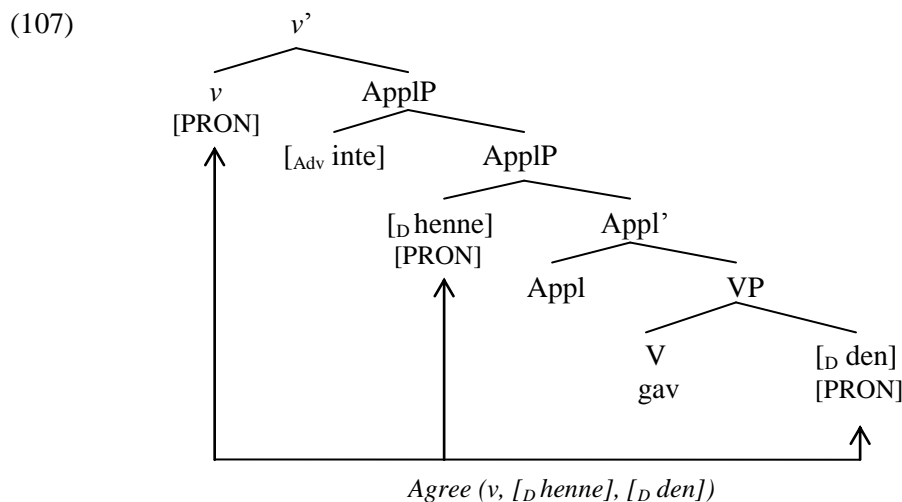 (107) v’
v ApplP
[PRON] [Adv inte] ApplP
[D henne] Appl’
[PRON]
Appl VP
V [D den]
gav [PRON]
Agree (v, [D henne], [D den])